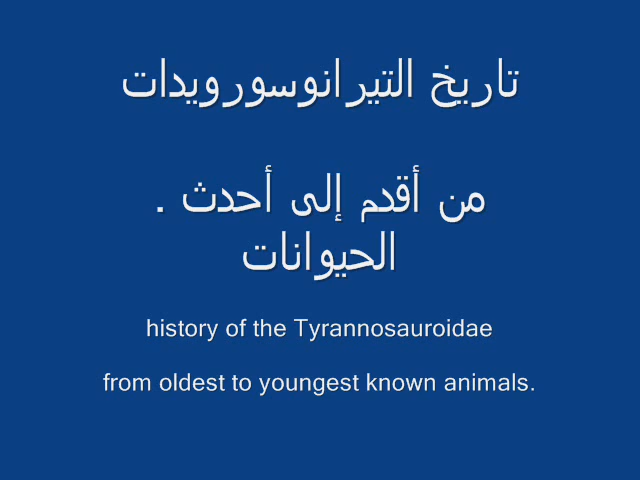 تاريخ التيرانوسورويدات
من أقدم إلى أحدث .
الحيوانات
history of the Tyrannosauroidae
from oldest to youngest known animals.